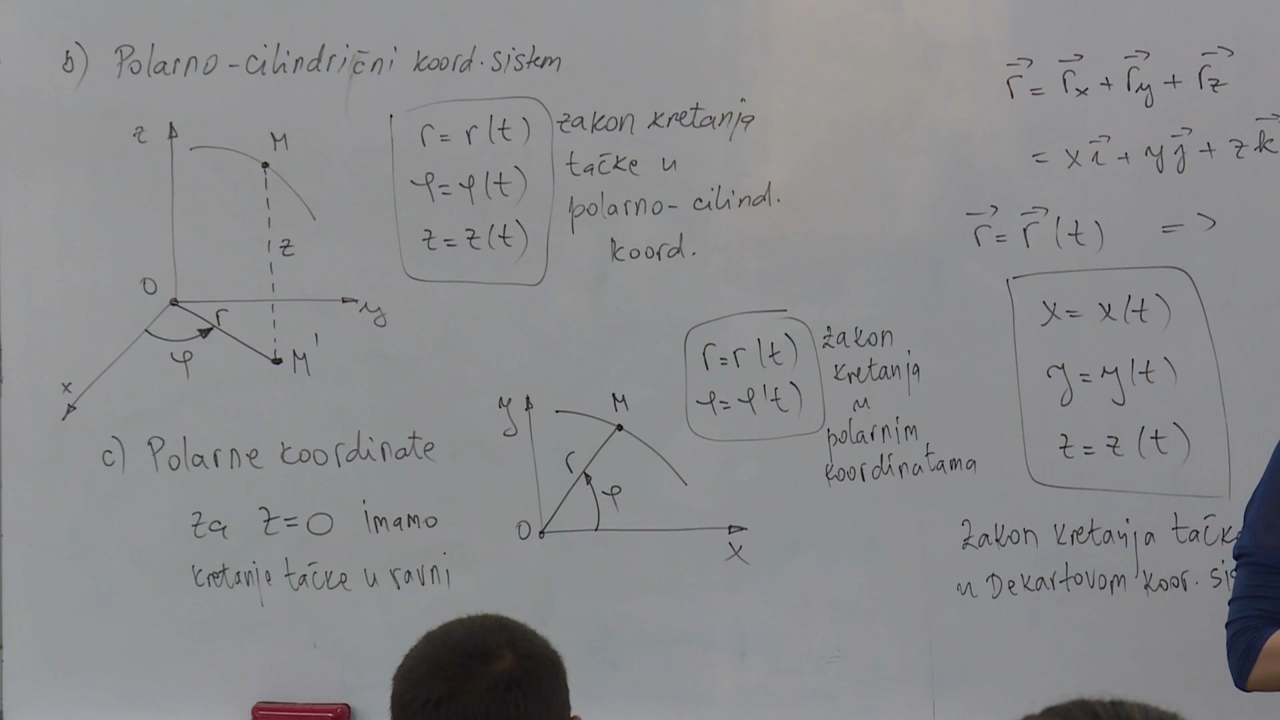 b) Polarno-cilindrični koord. sistem
z
M
z
O
r
y
φ
M'
x
r = r(t)
φ = φ(t)
z = z(t)
zakon kretanja
tačke u
polarno-cilind.
koord.
c) Polarne koordinate
za z = 0 imamo
kretanje tačke u ravni
y
M
r
φ
O
x
r = r(t)
φ = φ(t)
zakon
kretanja
u
polarnim
koordinatama
r⃗ = r⃗x + r⃗y + r⃗z
= x i⃗ + y j⃗ + z k⃗
r⃗ = r⃗(t) =>
x = x(t)
y = y(t)
z = z(t)
Zakon kretanja tačk
u Dekartovom koor. si